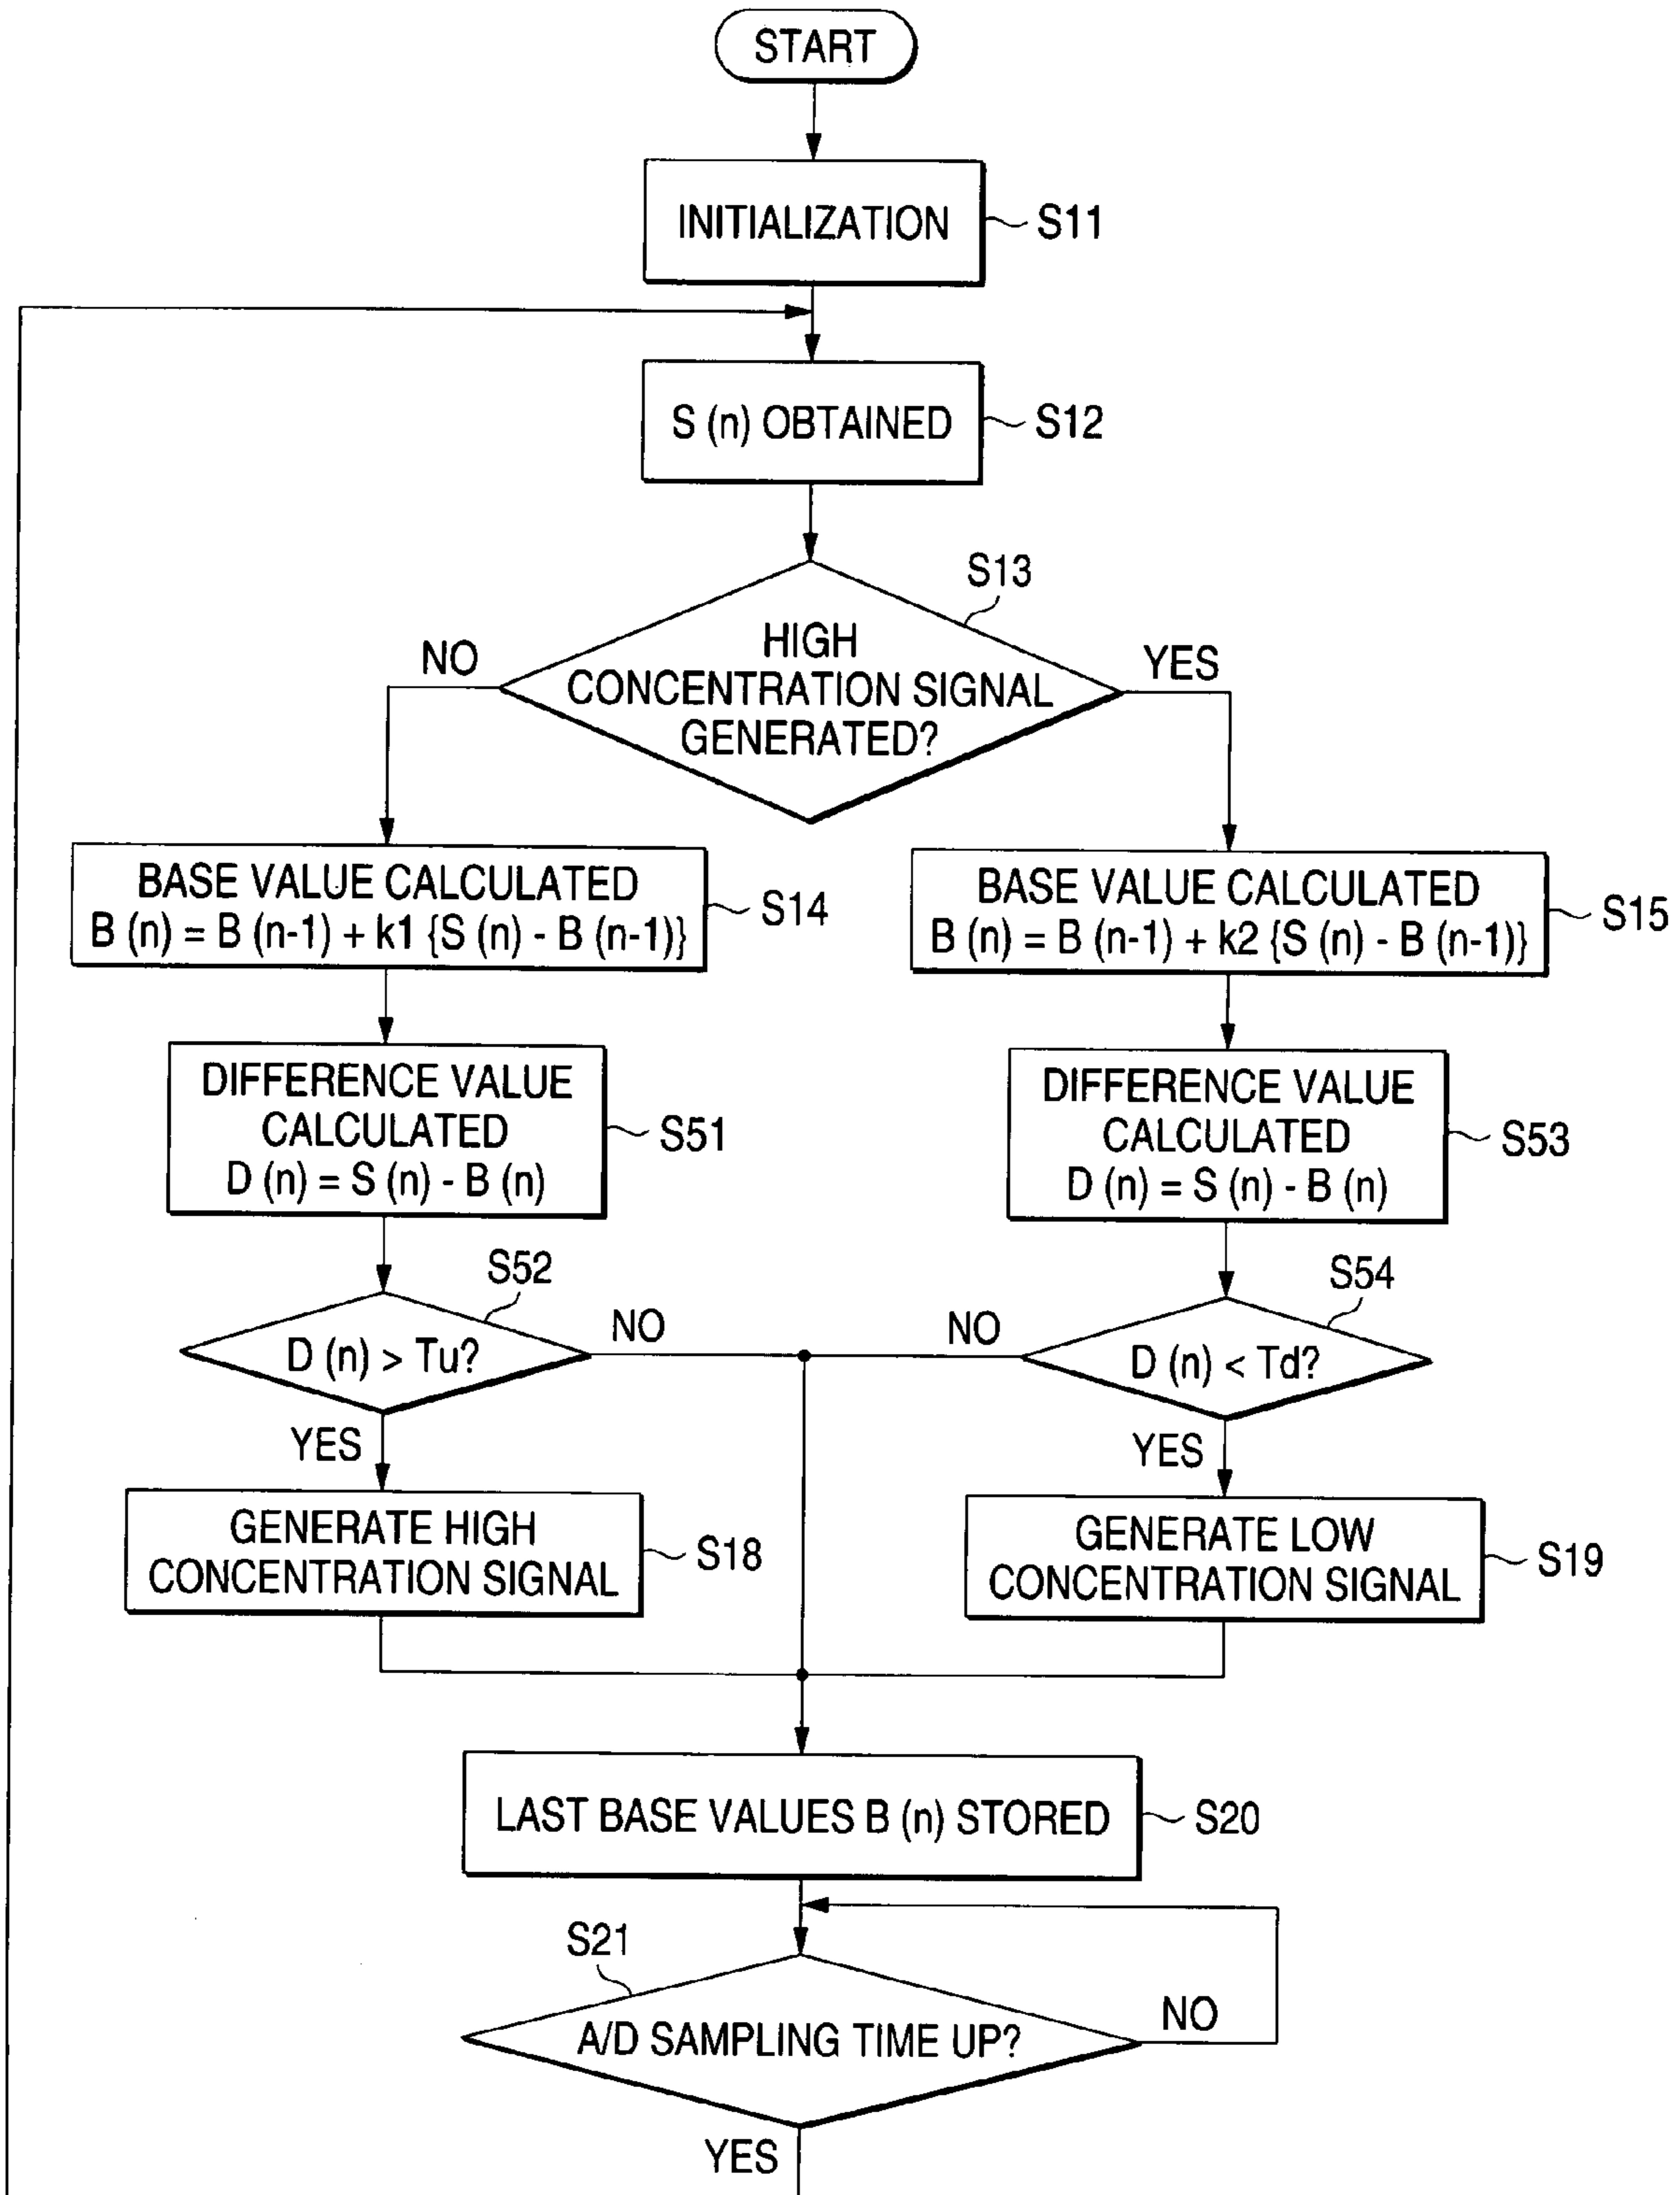 START
INITIALIZATION
S11
S (n) OBTAINED
S12
S13
HIGH
CONCENTRATION SIGNAL
GENERATED?
NO
YES
BASE VALUE CALCULATED
B (n) = B (n-1) + k1 {S (n) - B (n-1)}
S14
BASE VALUE CALCULATED
B (n) = B (n-1) + k2 {S (n) - B (n-1)}
S15
DIFFERENCE VALUE
CALCULATED
D (n) = S (n) - B (n)
S51
DIFFERENCE VALUE
CALCULATED
D (n) = S (n) - B (n)
S53
S52
D (n) > Tu?
NO
YES
S54
D (n) < Td?
NO
YES
GENERATE HIGH
CONCENTRATION SIGNAL
S18
GENERATE LOW
CONCENTRATION SIGNAL
S19
LAST BASE VALUES B (n) STORED
S20
S21
A/D SAMPLING TIME UP?
NO
YES